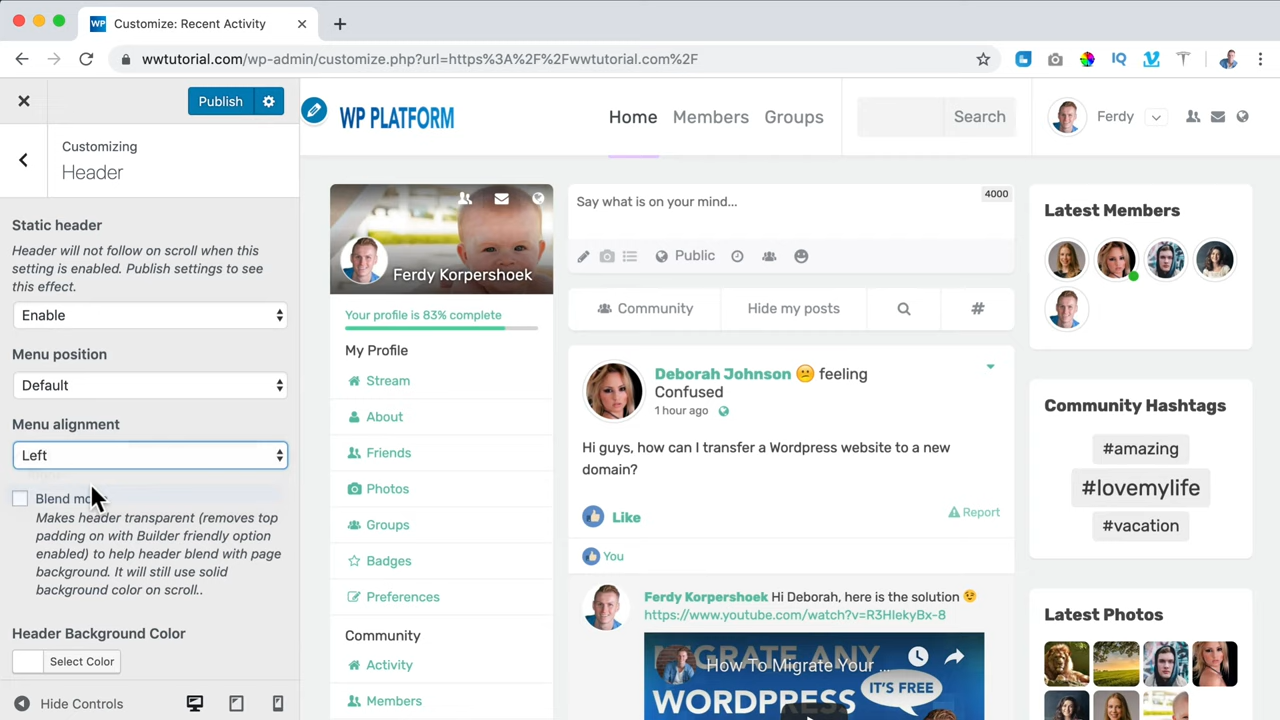 WP
Customize: Recent Activity
wwtutorial.com/wp-admin/customize.php?url=https%3A%2F%2Fwwtutorial.com%2F
IQ
Publish
Customizing
Header
Static header
Header will not follow on scroll when this
setting is enabled. Publish settings to see
this effect.
Enable
Menu position
Default
Menu alignment
Left
Blend
Makes header transparent (removes top
padding on with Builder friendly option
enabled) to help header blend with page
background. It will still use solid
background color on scroll..
Header Background Color
Select Color
Hide Controls
WP PLATFORM
Home Members Groups
Search
Ferdy
Ferdy Korpershoek
Your profile is 83% complete
My Profile
Stream
About
Friends
Photos
Groups
Badges
Preferences
Community
Activity
Members
Say what is on your mind...
4000
Public
Community
Hide my posts
#
Deborah Johnson 😕 feeling
Confused
1 hour ago
Hi guys, how can I transfer a Wordpress website to a new
domain?
Like
Report
You
Ferdy Korpershoek Hi Deborah, here is the solution 😉
https://www.youtube.com/watch?v=R3HlekyBx-8
MIGRATE ANY
How To Migrate Your ...
WORDPRESS
IT'S FREE
Latest Members
Community Hashtags
#amazing
#lovemylife
#vacation
Latest Photos